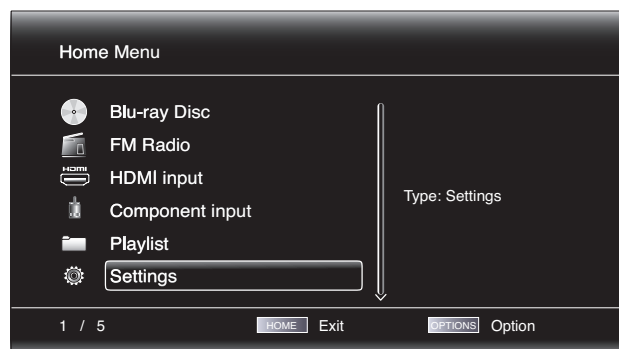 Home Menu
Blu-ray Disc
FM Radio
HDMI
HDMI input
Component input
Type: Settings
Playlist
Settings
1 / 5
HOME Exit
OPTIONS Option